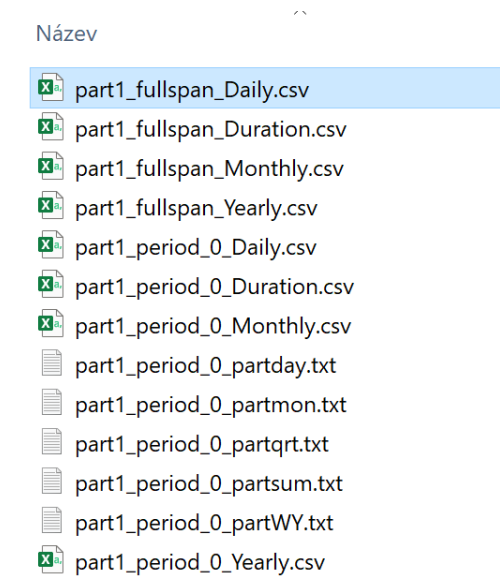 Název
part1_fullspan_Daily.csv
part1_fullspan_Duration.csv
part1_fullspan_Monthly.csv
part1_fullspan_Yearly.csv
part1_period_0_Daily.csv
part1_period_0_Duration.csv
part1_period_0_Monthly.csv
part1_period_0_partday.txt
part1_period_0_partmon.txt
part1_period_0_partqrt.txt
part1_period_0_partsum.txt
part1_period_0_partWY.txt
part1_period_0_Yearly.csv